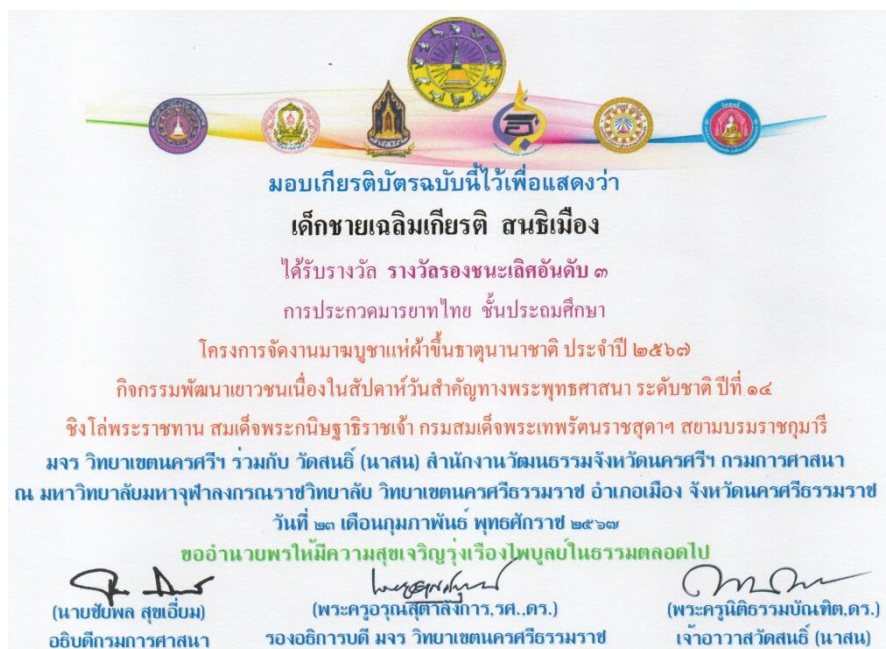 มอบเกียรติบัตรฉบับนี้ไว้เพื่อแสดงว่า
เด็กชายเฉลิมเกียรติ สนธิเมือง
ได้รับรางวัล รางวัลรองชนะเลิศอันดับ ๓
การประกวดมารยาทไทย ชั้นประถมศึกษา
โครงการจัดงานมาฆบูชาแห่ผ้าขึ้นธาตุนานาชาติ ประจำปี ๒๕๖๗
กิจกรรมพัฒนาเยาวชนเนื่องในสัปดาห์วันสำคัญทางพระพุทธศาสนา ระดับชาติ ปีที่ ๑๔
ชิงโล่พระราชทาน สมเด็จพระกนิษฐาธิราชเจ้า กรมสมเด็จพระเทพรัตนราชสุดาฯ สยามบรมราชกุมารี
มจร วิทยาเขตนครศรีฯ ร่วมกับ วัดสนธิ์ (นาสน) สำนักงานวัฒนธรรมจังหวัดนครศรีฯ กรมการศาสนา
ณ มหาวิทยาลัยมหาจุฬาลงกรณราชวิทยาลัย วิทยาเขตนครศรีธรรมราช อำเภอเมือง จังหวัดนครศรีธรรมราช
วันที่ ๒๓ เดือนกุมภาพันธ์ พุทธศักราช ๒๕๖๗
ขออำนวยพรให้มีความสุขเจริญรุ่งเรืองไพบูลย์ในธรรมตลอดไป
(นายชัยพล สุขเอี่ยม) (พระครูอรุณสุตาลังการ,รศ.,ดร.) (พระครูนิติธรรมบัณฑิต,ดร.)
อธิบดีกรมการศาสนา รองอธิการบดี มจร วิทยาเขตนครศรีธรรมราช เจ้าอาวาสวัดสนธิ์ (นาสน)